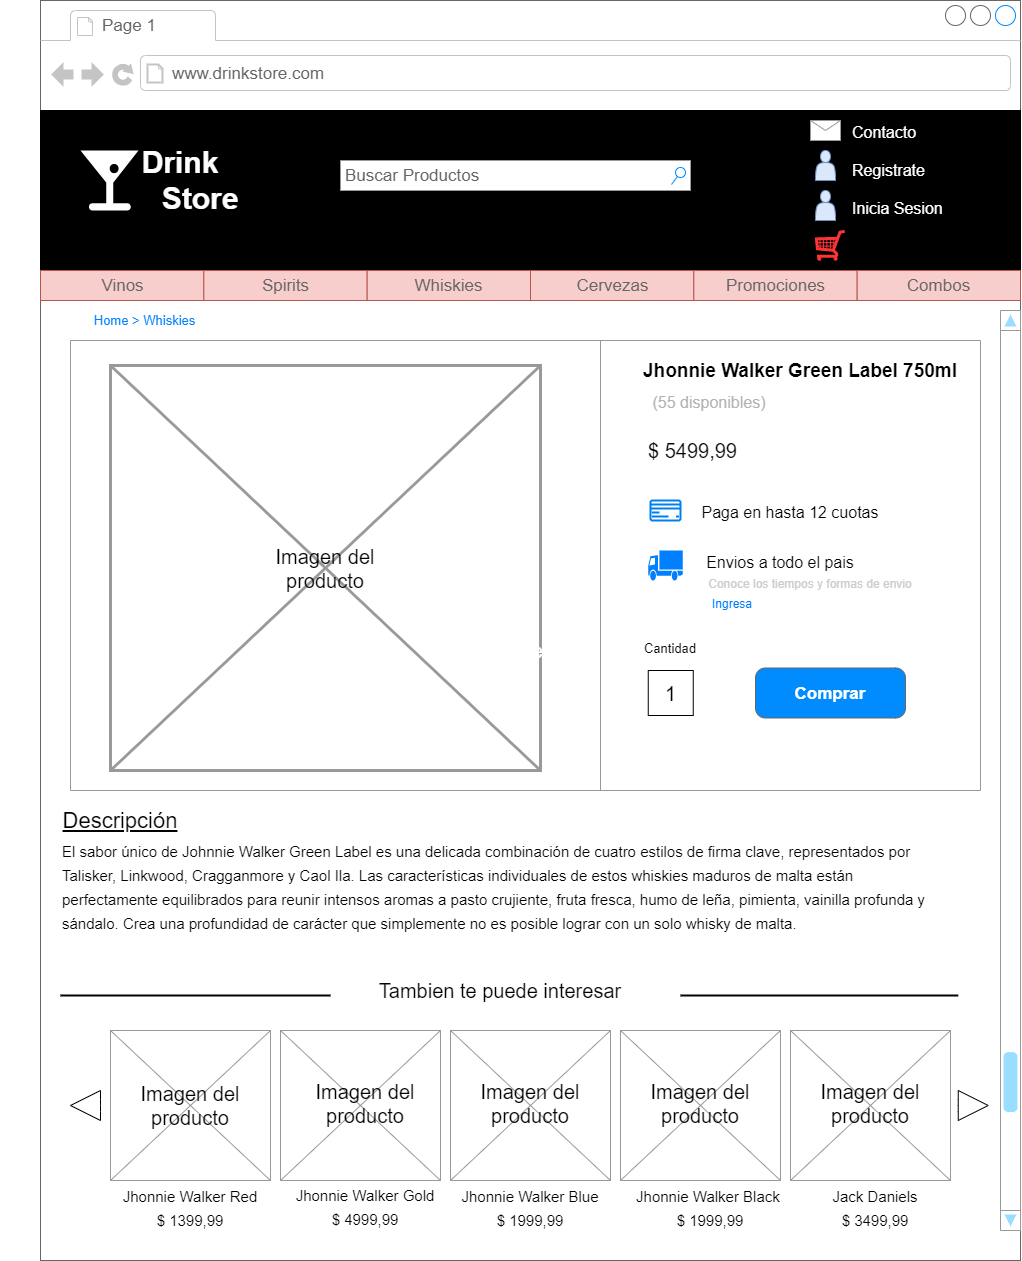 Page 1
www.drinkstore.com
Drink
Store
Buscar Productos
Contacto
Registrate
Inicia Sesion
Vinos
Spirits
Whiskies
Cervezas
Promociones
Combos
Home > Whiskies
Imagen del
producto
Jhonnie Walker Green Label 750ml
(55 disponibles)
$ 5499,99
Paga en hasta 12 cuotas
Envios a todo el pais
Conoce los tiempos y formas de envio
Ingresa
Cantidad
1
Comprar
Descripción
El sabor único de Johnnie Walker Green Label es una delicada combinación de cuatro estilos de firma clave, representados por
Talisker, Linkwood, Cragganmore y Caol Ila. Las características individuales de estos whiskies maduros de malta están
perfectamente equilibrados para reunir intensos aromas a pasto crujiente, fruta fresca, humo de leña, pimienta, vainilla profunda y
sándalo. Crea una profundidad de carácter que simplemente no es posible lograr con un solo whisky de malta.
Tambien te puede interesar
Imagen del
producto
Imagen del
producto
Imagen del
producto
Imagen del
producto
Imagen del
producto
Jhonnie Walker Red
$ 1399,99
Jhonnie Walker Gold
$ 4999,99
Jhonnie Walker Blue
$ 1999,99
Jhonnie Walker Black
$ 1999,99
Jack Daniels
$ 3499,99